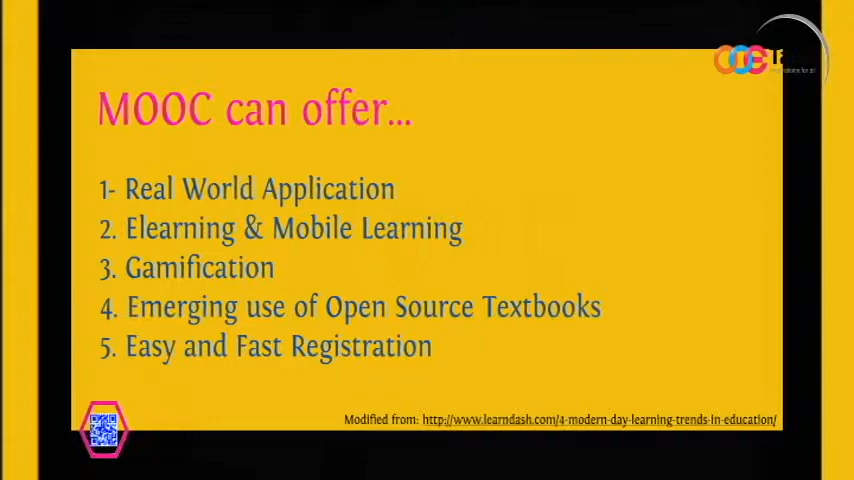 MOOC can offer...
1- Real World Application
2. Elearning & Mobile Learning
3. Gamification
4. Emerging use of Open Source Textbooks
5. Easy and Fast Registration
Modified from: http://www.learndash.com/4-modern-day-learning-trends-in-education/